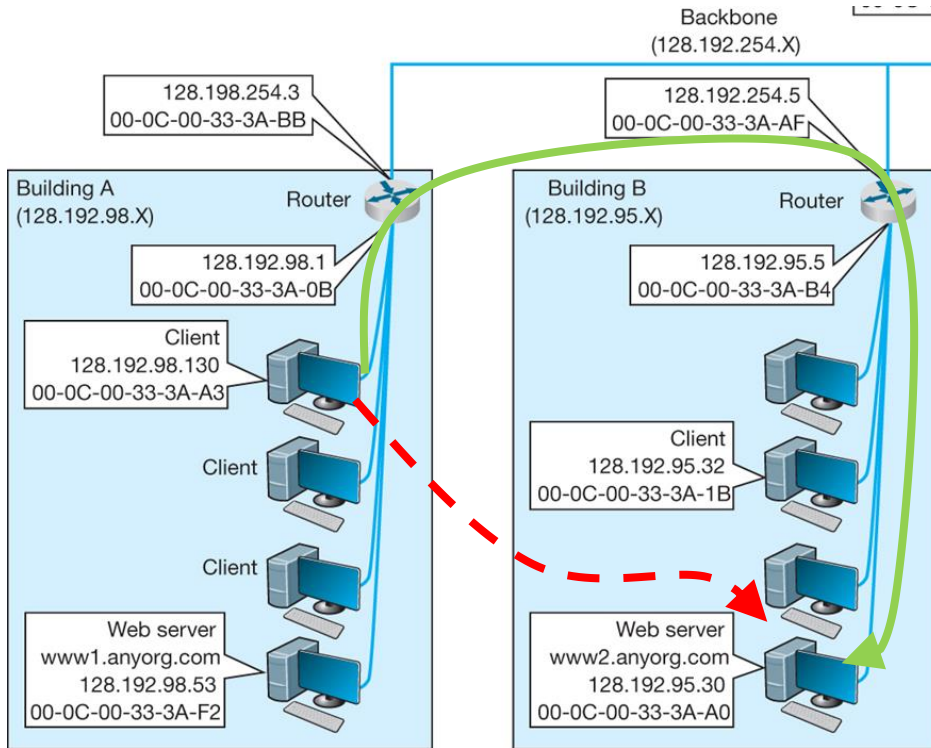 Backbone
(128.192.254.X)
128.198.254.3
00-0C-00-33-3A-BB
128.192.254.5
00-0C-00-33-3A-AF
Building A
(128.192.98.X)
Router
Building B
(128.192.95.X)
Router
128.192.98.1
00-0C-00-33-3A-0B
128.192.95.5
00-0C-00-33-3A-B4
Client
128.192.98.130
00-0C-00-33-3A-A3
Client
Client
128.192.95.32
00-0C-00-33-3A-1B
Client
Web server
www1.anyorg.com
128.192.98.53
00-0C-00-33-3A-F2
Web server
www2.anyorg.com
128.192.95.30
00-0C-00-33-3A-A0